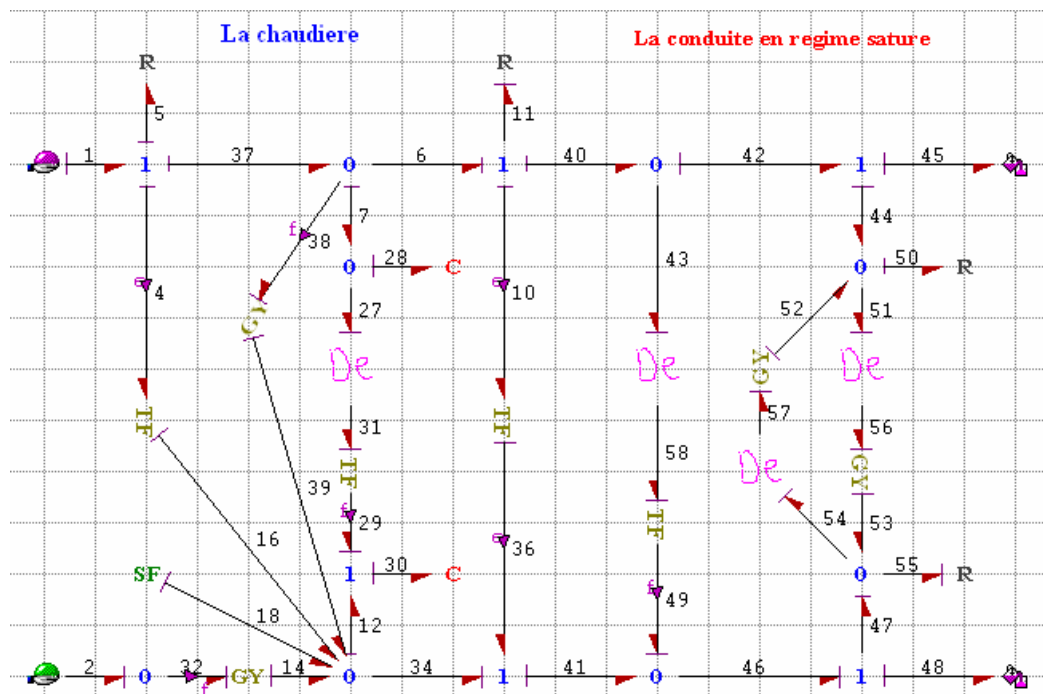 La chaudiere
La conduite en regime sature
R R
5 11
1 1 37 0 6 1 40 0 42 1 45
f 38 7 44
0 28 C 0 50 R
e 4 e 10 43
27 52 51
GY De De GY De
57
TF 31 TF 56
De
TF 58 GY
39 f 29 TF 53
16 e 36 54
SF 1 30 C 0 55 R
18 f 49
12 47
2 0 32 GY 14 0 34 1 41 0 46 1 48
f